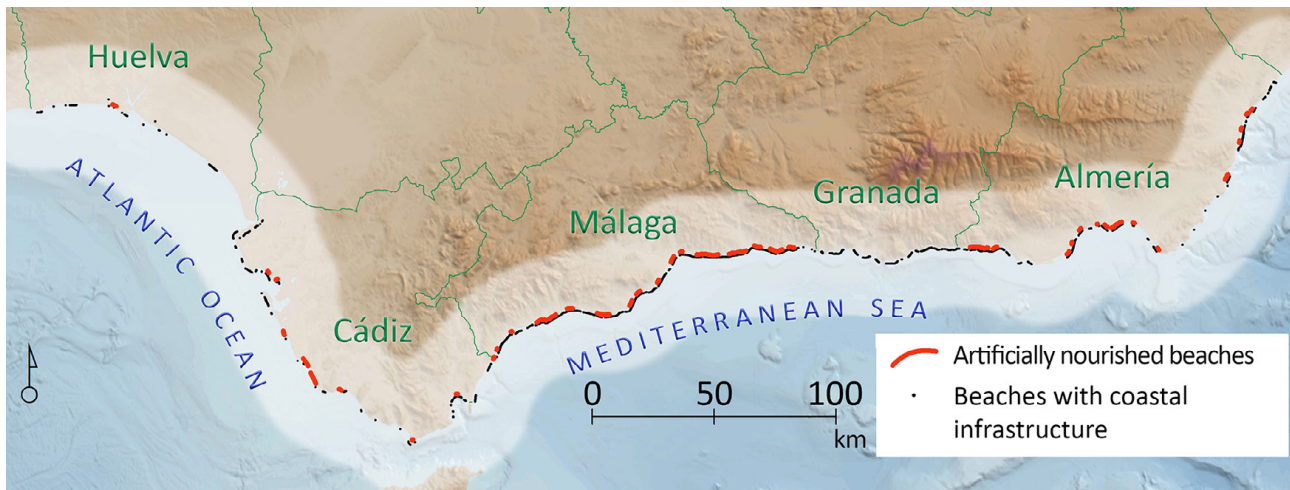 Huelva
ATLANTIC OCEAN
Cádiz
Málaga
Granada
Almería
MEDITERRANEAN SEA
0 50 100
km
Artificially nourished beaches
Beaches with coastal
infrastructure